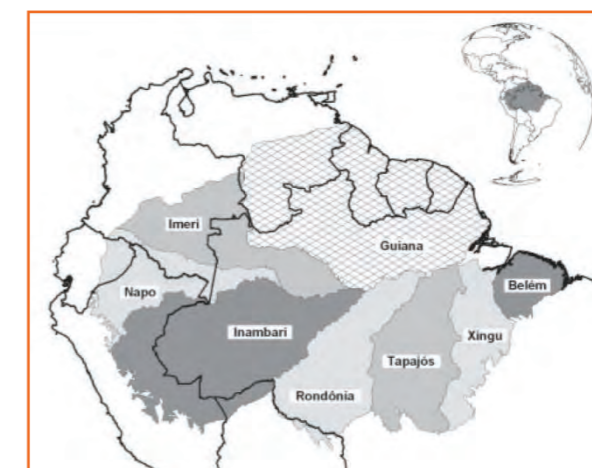 Imeri
Guiana
Napo
Belém
Inambari
Xingu
Tapajós
Rondônia